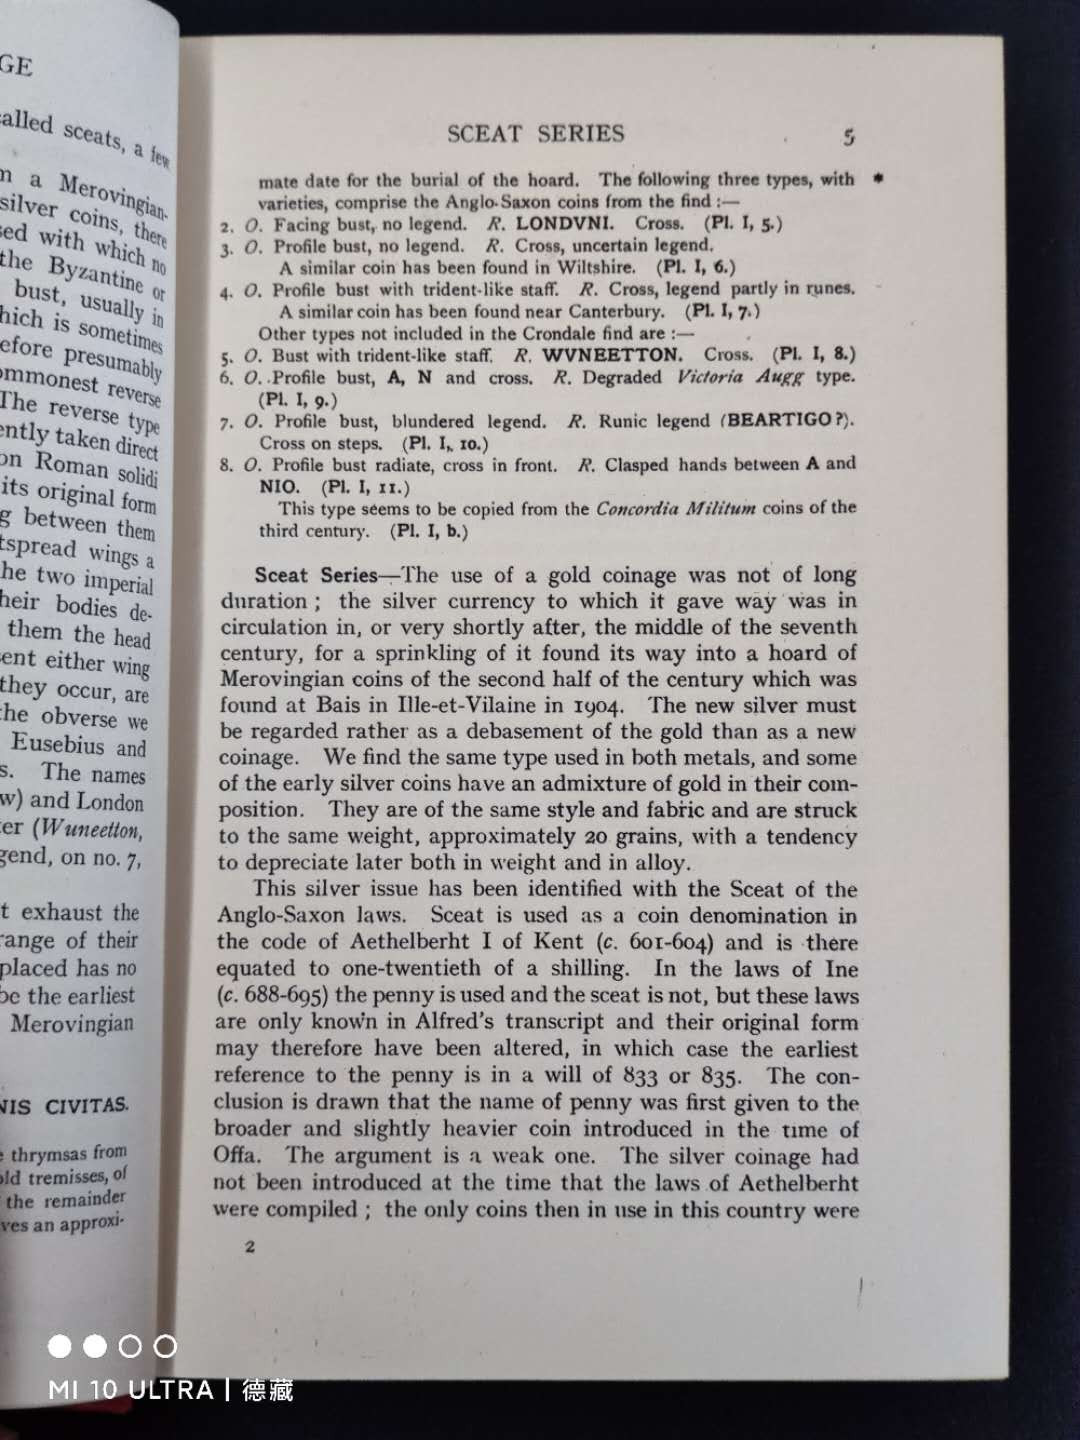 GE
called sceats, a few
a Merovingian-
silver coins, there
sed with which no
the Byzantine or
bust, usually in
which is sometimes
efore presumably
ommonest reverse
The reverse type
ently taken direct
on Roman solidi
its original form
g between them
tspread wings a
he two imperial
heir bodies de-
them the head
sent either wing
they occur, are
the obverse we
Eusebius and
s. The names
w) and London
er (Wuneetton,
gend, on no. 7,
t exhaust the
range of their
placed has no
be the earliest
Merovingian
NIS CIVITAS.
e thrymsas from
old tremisses, of
the remainder
ves an approxi-
SCEAT SERIES 5
mate date for the burial of the hoard. The following three types, with *
varieties, comprise the Anglo-Saxon coins from the find :—
2. O. Facing bust, no legend. R. LONDVNI. Cross. (Pl. I, 5.)
3. O. Profile bust, no legend. R. Cross, uncertain legend.
A similar coin has been found in Wiltshire. (Pl. I, 6.)
4. O. Profile bust with trident-like staff. R. Cross, legend partly in runes.
A similar coin has been found near Canterbury. (Pl. I, 7.)
Other types not included in the Crondale find are :—
5. O. Bust with trident-like staff. R. WVNEETTON. Cross. (Pl. I, 8.)
6. O. Profile bust, A, N and cross. R. Degraded Victoria Augg type.
(Pl. I, 9.)
7. O. Profile bust, blundered legend. R. Runic legend (BEARTIGO?).
Cross on steps. (Pl. I, 10.)
8. O. Profile bust radiate, cross in front. R. Clasped hands between A and
NIO. (Pl. I, 11.)
This type seems to be copied from the Concordia Militum coins of the
third century. (Pl. I, b.)
Sceat Series—The use of a gold coinage was not of long
duration ; the silver currency to which it gave way was in
circulation in, or very shortly after, the middle of the seventh
century, for a sprinkling of it found its way into a hoard of
Merovingian coins of the second half of the century which was
found at Bais in Ille-et-Vilaine in 1904. The new silver must
be regarded rather as a debasement of the gold than as a new
coinage. We find the same type used in both metals, and some
of the early silver coins have an admixture of gold in their com-
position. They are of the same style and fabric and are struck
to the same weight, approximately 20 grains, with a tendency
to depreciate later both in weight and in alloy.
This silver issue has been identified with the Sceat of the
Anglo-Saxon laws. Sceat is used as a coin denomination in
the code of Aethelberht I of Kent (c. 601-604) and is there
equated to one-twentieth of a shilling. In the laws of Ine
(c. 688-695) the penny is used and the sceat is not, but these laws
are only known in Alfred's transcript and their original form
may therefore have been altered, in which case the earliest
reference to the penny is in a will of 833 or 835. The con-
clusion is drawn that the name of penny was first given to the
broader and slightly heavier coin introduced in the time of
Offa. The argument is a weak one. The silver coinage had
not been introduced at the time that the laws of Aethelberht
were compiled ; the only coins then in use in this country were
2
MI 10 ULTRA | 德藏